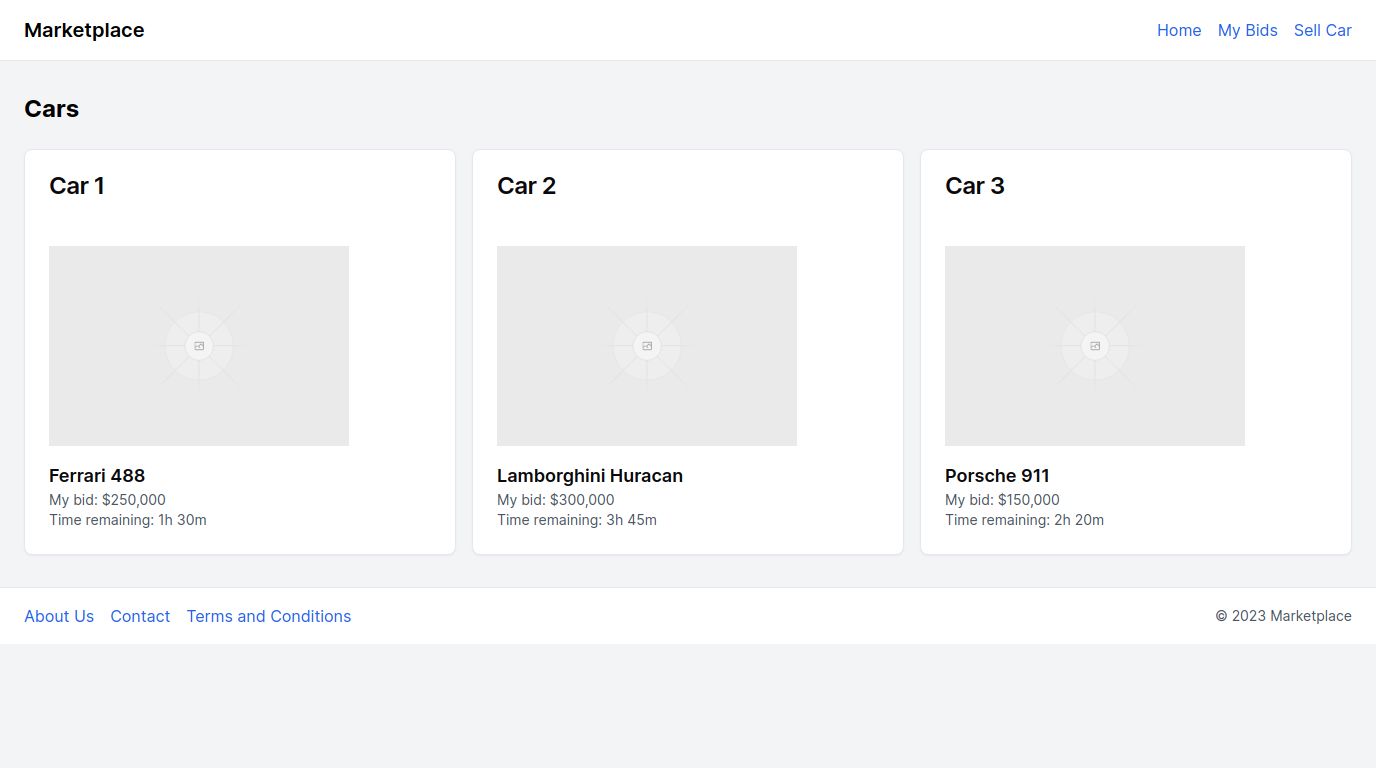 Marketplace
Home My Bids Sell Car
Cars
Car 1
Ferrari 488
My bid: $250,000
Time remaining: 1h 30m
Car 2
Lamborghini Huracan
My bid: $300,000
Time remaining: 3h 45m
Car 3
Porsche 911
My bid: $150,000
Time remaining: 2h 20m
About Us Contact Terms and Conditions
© 2023 Marketplace